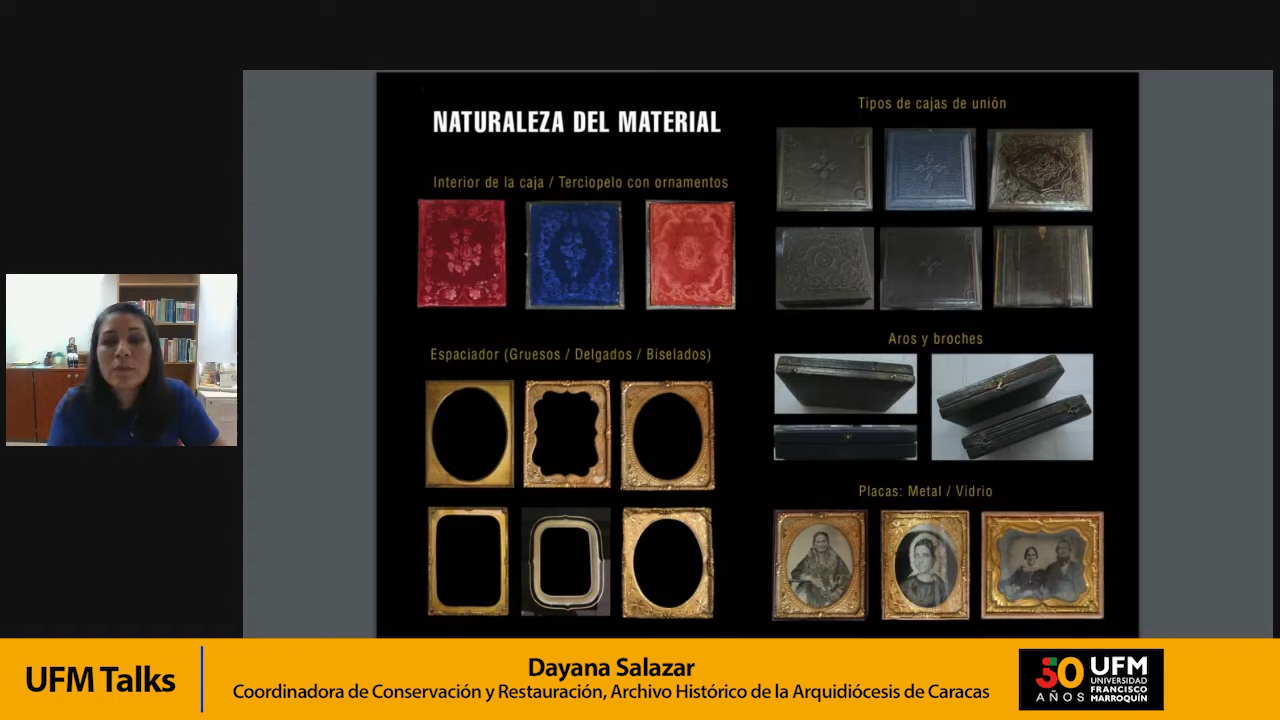 NATURALEZA DEL MATERIAL
Interior de la caja / Terciopelo con ornamentos
Espaciador (Gruesos / Delgados / Biselados)
Tipos de cajas de unión
Aros y broches
Placas: Metal / Vidrio
UFM Talks
Dayana Salazar
Coordinadora de Conservación y Restauración, Archivo Histórico de la Arquidiócesis de Caracas
50
AÑOS
UFM
UNIVERSIDAD
FRANCISCO
MARROQUÍN